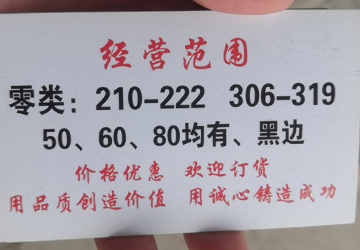 经营范围
零类：210-222 306-319
50、60、80均有、黑边
价格优惠 欢迎订货
用品质创造价值 用诚心铸造成功